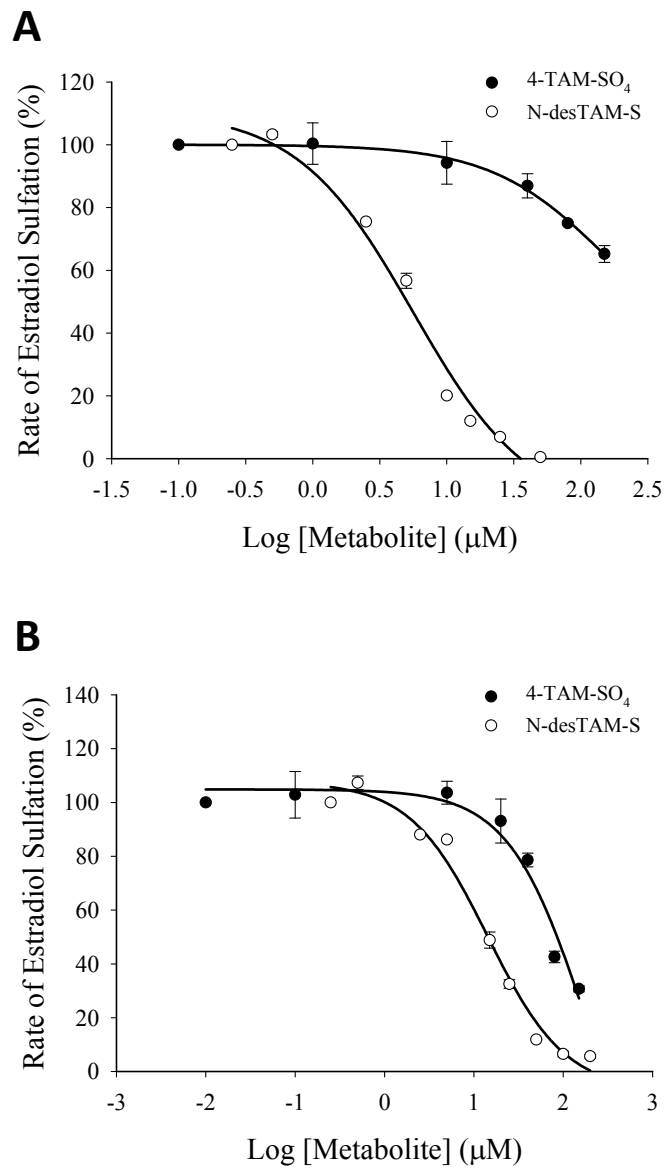 A
4-TAM-SO₄
N-desTAM-S
120
100
80
60
40
20
0
Rate of Estradiol Sulfation (%)
-1.5 -1.0 -0.5 0.0 0.5 1.0 1.5 2.0 2.5
Log [Metabolite] (μM)
B
4-TAM-SO₄
N-desTAM-S
140
120
100
80
60
40
20
0
Rate of Estradiol Sulfation (%)
-3 -2 -1 0 1 2 3
Log [Metabolite] (μM)